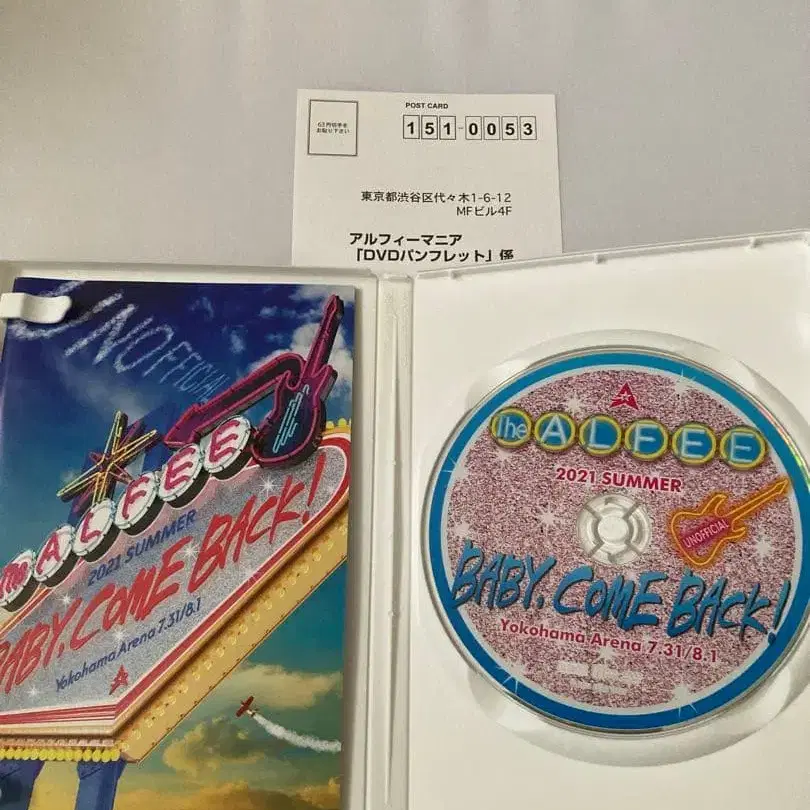 POST CARD
63円切手を
お貼り下さい
151-0053
東京都渋谷区代々木1-6-12
MFビル4F
アルフィーマニア
「DVDパンフレット」係
UNOFFICIAL
The ALFEE
2021 SUMMER
BABY, COME BACK!
Yokohama Arena 7.31/8.1
The ALFEE
2021 SUMMER
UNOFFICIAL
BABY, COME BACK!
Yokohama Arena 7.31/8.1